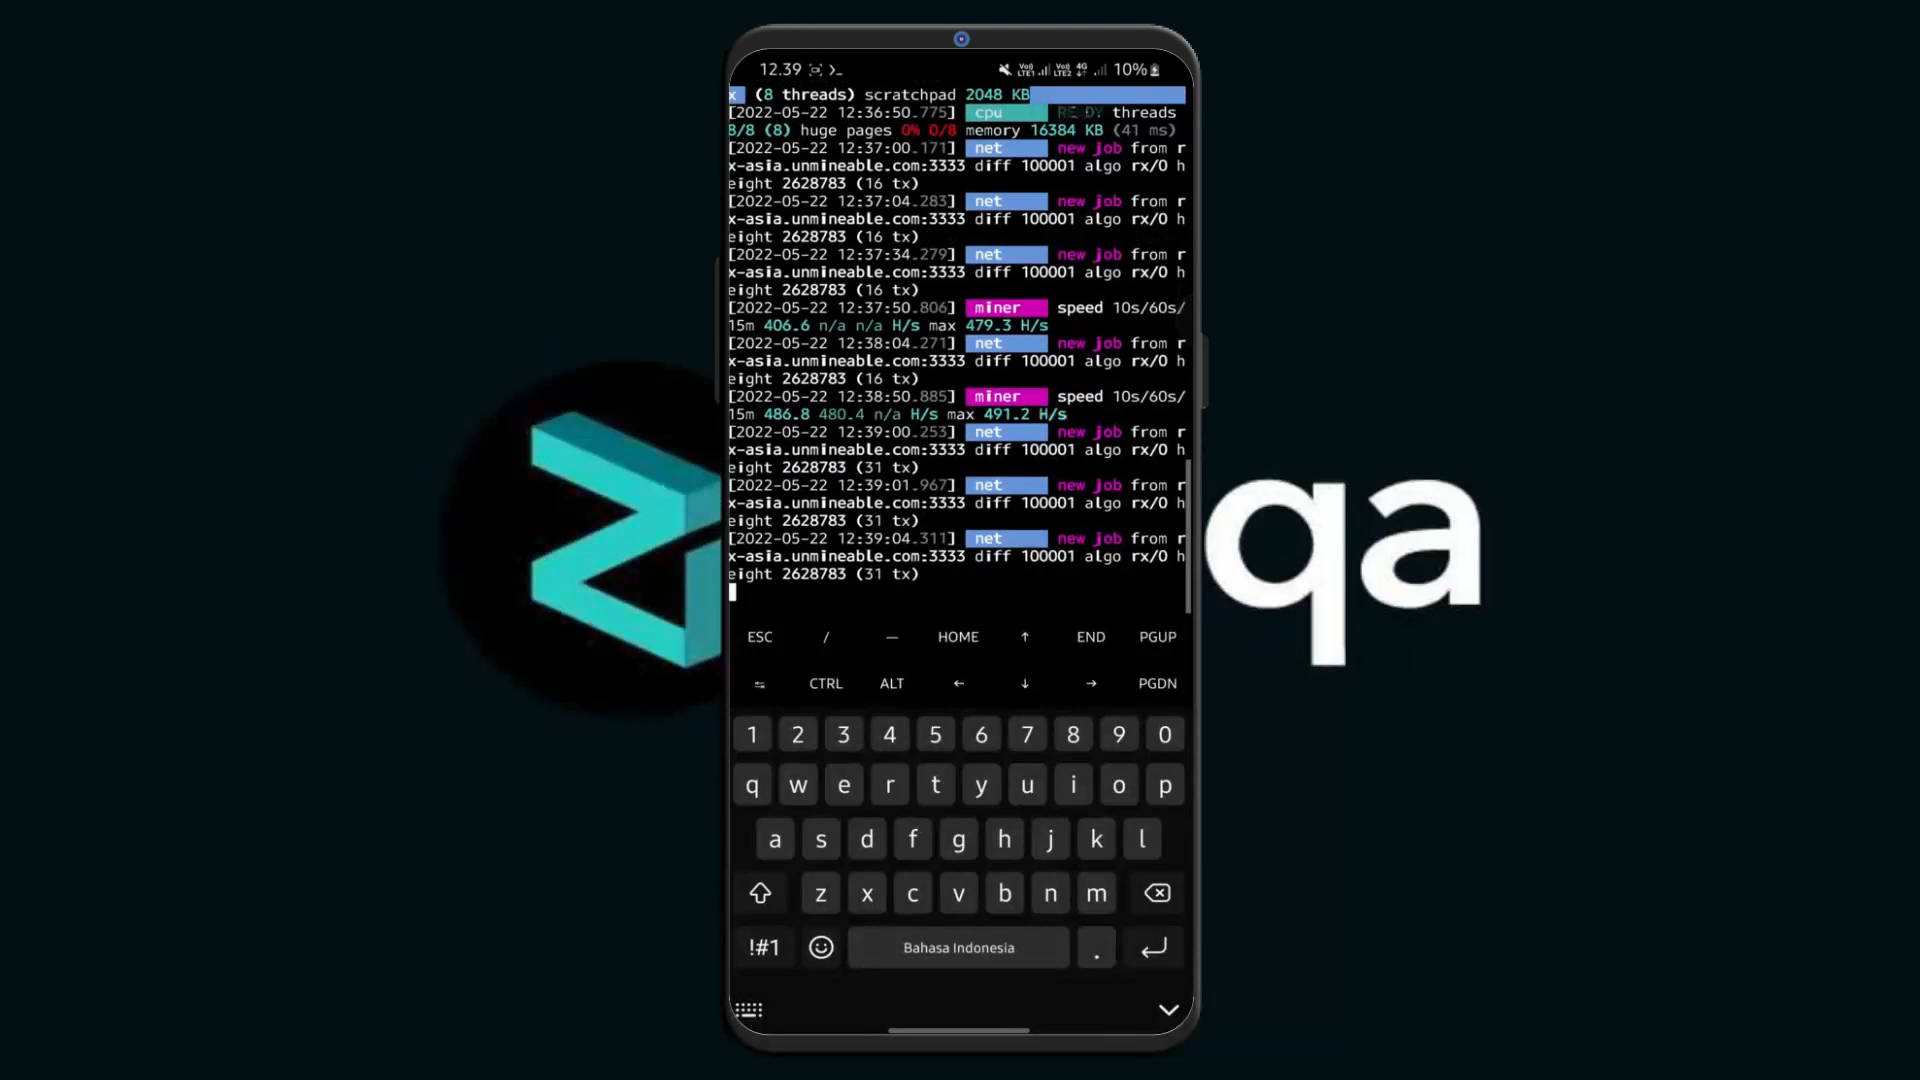 12.39
Vo) LTE1 Vo) LTE2 4G 10%
x (8 threads) scratchpad 2048 KB
[2022-05-22 12:36:50.775] cpu READY threads
8/8 (8) huge pages 0% 0/8 memory 16384 KB (41 ms)
[2022-05-22 12:37:00.171] net new job from r
x-asia.unmineable.com:3333 diff 100001 algo rx/0 h
eight 2628783 (16 tx)
[2022-05-22 12:37:04.283] net new job from r
x-asia.unmineable.com:3333 diff 100001 algo rx/0 h
eight 2628783 (16 tx)
[2022-05-22 12:37:34.279] net new job from r
x-asia.unmineable.com:3333 diff 100001 algo rx/0 h
eight 2628783 (16 tx)
[2022-05-22 12:37:50.806] miner speed 10s/60s/
15m 406.6 n/a n/a H/s max 479.3 H/s
[2022-05-22 12:38:04.271] net new job from r
x-asia.unmineable.com:3333 diff 100001 algo rx/0 h
eight 2628783 (16 tx)
[2022-05-22 12:38:50.885] miner speed 10s/60s/
15m 486.8 480.4 n/a H/s max 491.2 H/s
[2022-05-22 12:39:00.253] net new job from r
x-asia.unmineable.com:3333 diff 100001 algo rx/0 h
eight 2628783 (31 tx)
[2022-05-22 12:39:01.967] net new job from r
x-asia.unmineable.com:3333 diff 100001 algo rx/0 h
eight 2628783 (31 tx)
[2022-05-22 12:39:04.311] net new job from r
x-asia.unmineable.com:3333 diff 100001 algo rx/0 h
eight 2628783 (31 tx)
qa
ESC / — HOME ↑ END PGUP
⇆ CTRL ALT ← ↓ → PGDN
1 2 3 4 5 6 7 8 9 0
q w e r t y u i o p
a s d f g h j k l
z x c v b n m
!#1 Bahasa Indonesia .